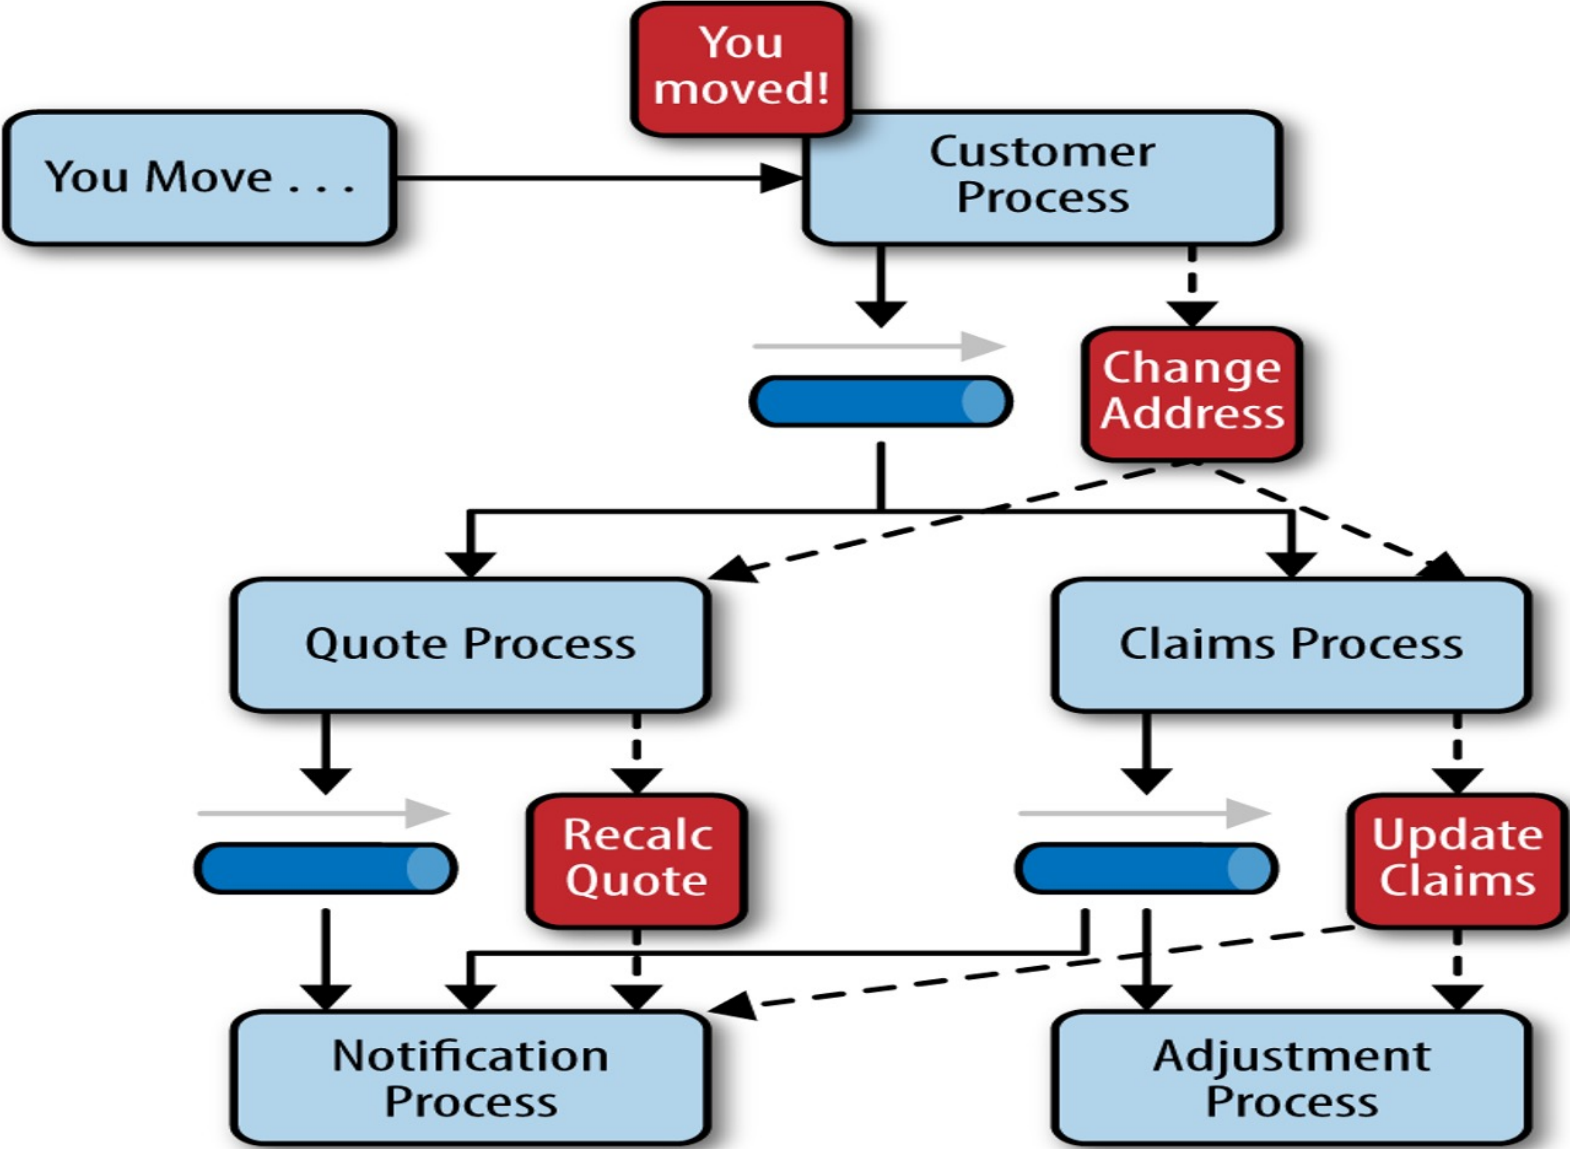 You
moved!
You Move . . .
Customer
Process
Change
Address
Quote Process
Claims Process
Recalc
Quote
Update
Claims
Notification
Process
Adjustment
Process